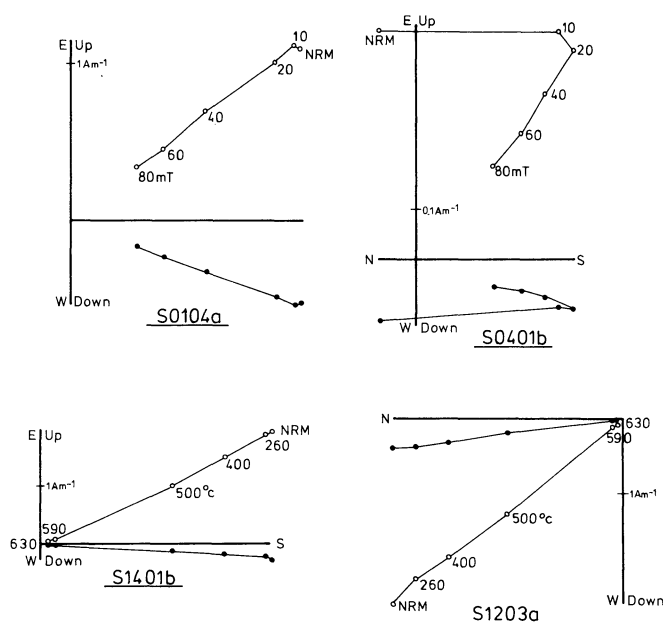 E Up
1Am⁻¹
10
NRM
20
40
60
80mT
W Down
S0104a
E Up
NRM
10
20
40
60
80mT
0.1Am⁻¹
N S
W Down
S0401b
E Up
NRM
260
400
1Am⁻¹
500°c
590
630 S
W Down
S1401b
N
630
590
1Am⁻¹
500°c
400
260
NRM
W Down
S1203a